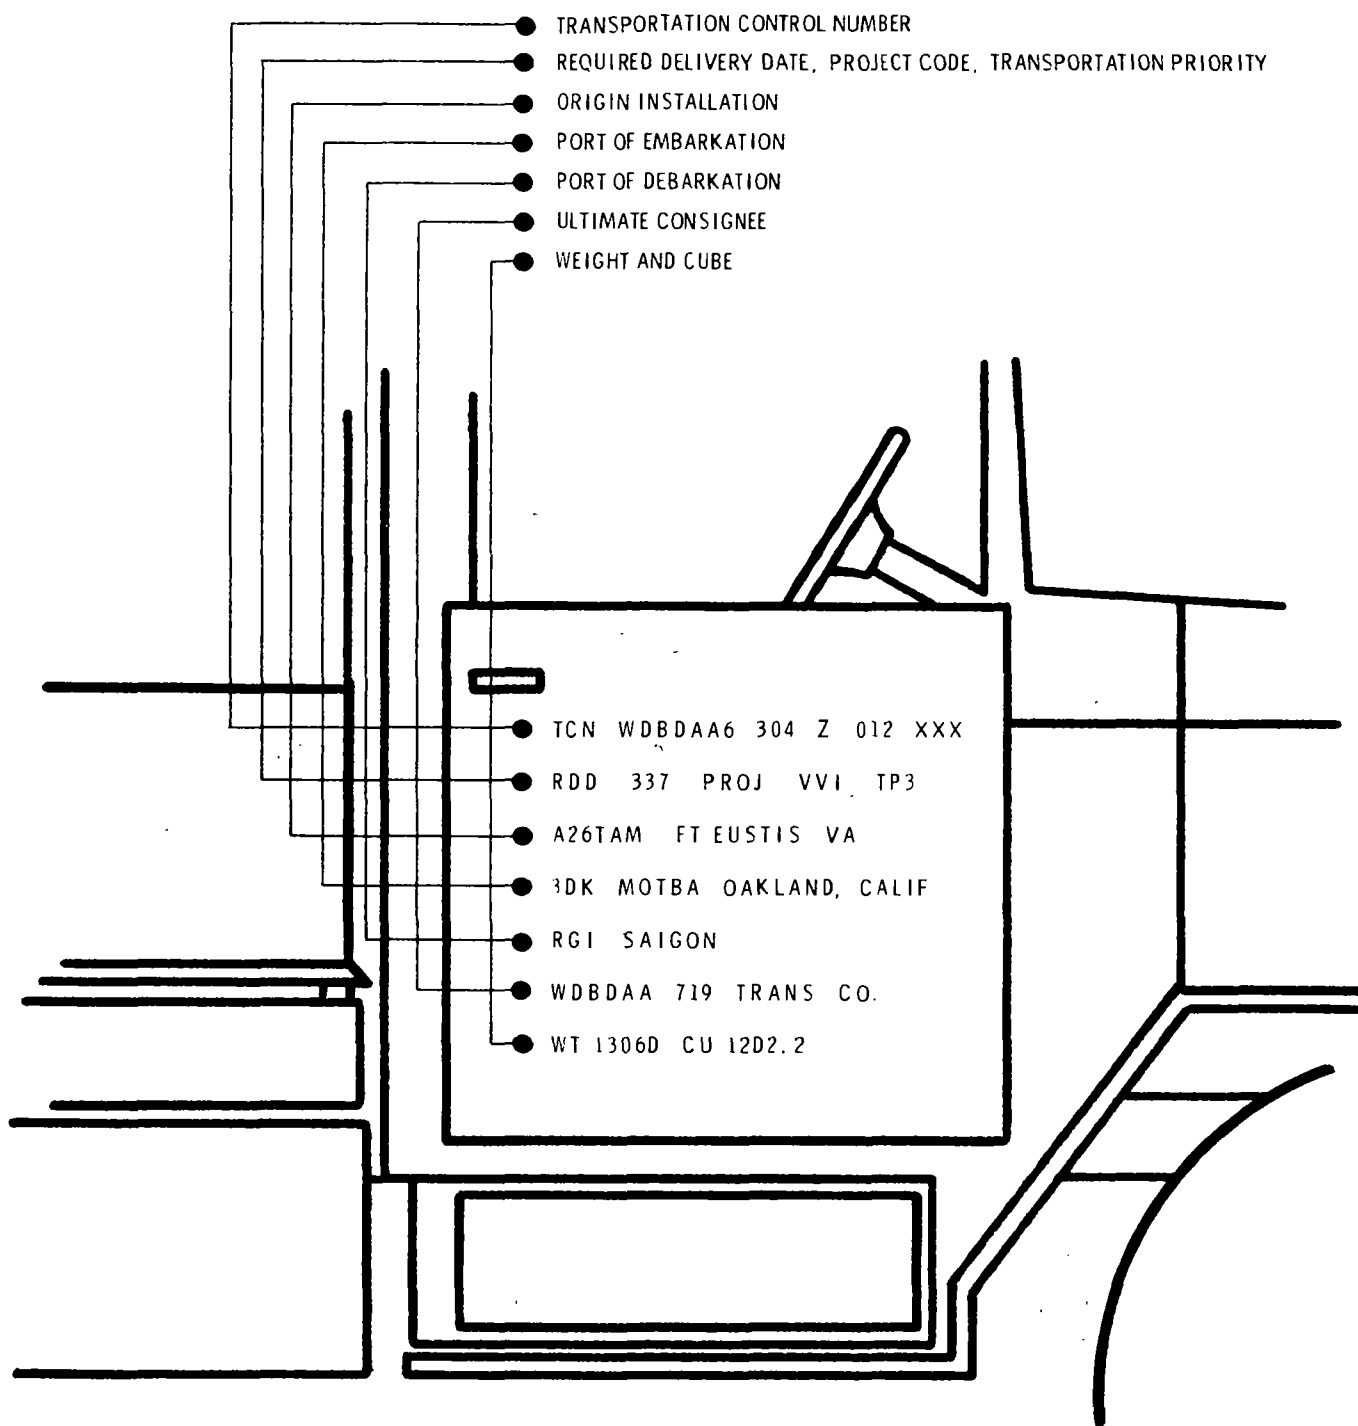 TRANSPORTATION CONTROL NUMBER
REQUIRED DELIVERY DATE, PROJECT CODE, TRANSPORTATION PRIORITY
ORIGIN INSTALLATION
PORT OF EMBARKATION
PORT OF DEBARKATION
ULTIMATE CONSIGNEE
WEIGHT AND CUBE
TCN WDBDAA6 304 Z 012 XXX
RDD 337 PROJ VVI TP3
A26TAM FT EUSTIS VA
3DK MOTBA OAKLAND, CALIF
RGI SAIGON
WDBDAA 719 TRANS CO.
WT 1306D CU 12D2.2